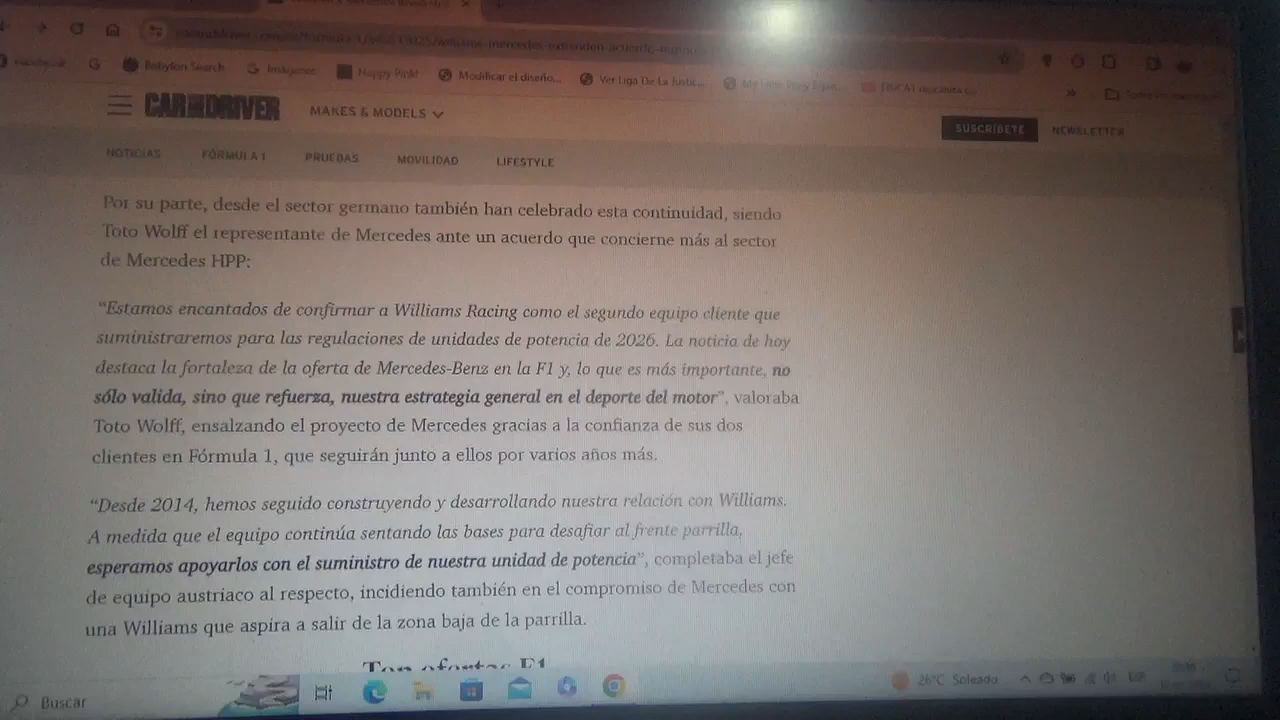 Babylon Search
Imágenes
Happy Pink!
Modificar el diseño...
Ver Liga De La Justic...
CAR AND DRIVER
MAKES & MODELS
SUSCRÍBETE
NEWSLETTER
NOTICIAS
FÓRMULA 1
PRUEBAS
MOVILIDAD
LIFESTYLE
Por su parte, desde el sector germano también han celebrado esta continuidad, siendo
Toto Wolff el representante de Mercedes ante un acuerdo que concierne más al sector
de Mercedes HPP:
“Estamos encantados de confirmar a Williams Racing como el segundo equipo cliente que
suministraremos para las regulaciones de unidades de potencia de 2026. La noticia de hoy
destaca la fortaleza de la oferta de Mercedes-Benz en la F1 y, lo que es más importante, no
sólo valida, sino que refuerza, nuestra estrategia general en el deporte del motor”, valoraba
Toto Wolff, ensalzando el proyecto de Mercedes gracias a la confianza de sus dos
clientes en Fórmula 1, que seguirán junto a ellos por varios años más.
“Desde 2014, hemos seguido construyendo y desarrollando nuestra relación con Williams.
A medida que el equipo continúa sentando las bases para desafiar al frente parrilla,
esperamos apoyarlos con el suministro de nuestra unidad de potencia”, completaba el jefe
de equipo austriaco al respecto, incidiendo también en el compromiso de Mercedes con
una Williams que aspira a salir de la zona baja de la parrilla.
Buscar
26°C Soleado
ESP